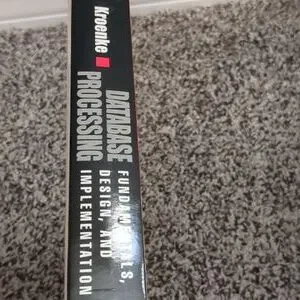 Kroenke
DATABASE
PROCESSING
FUNDAMENTALS,
DESIGN, AND
IMPLEMENTATION